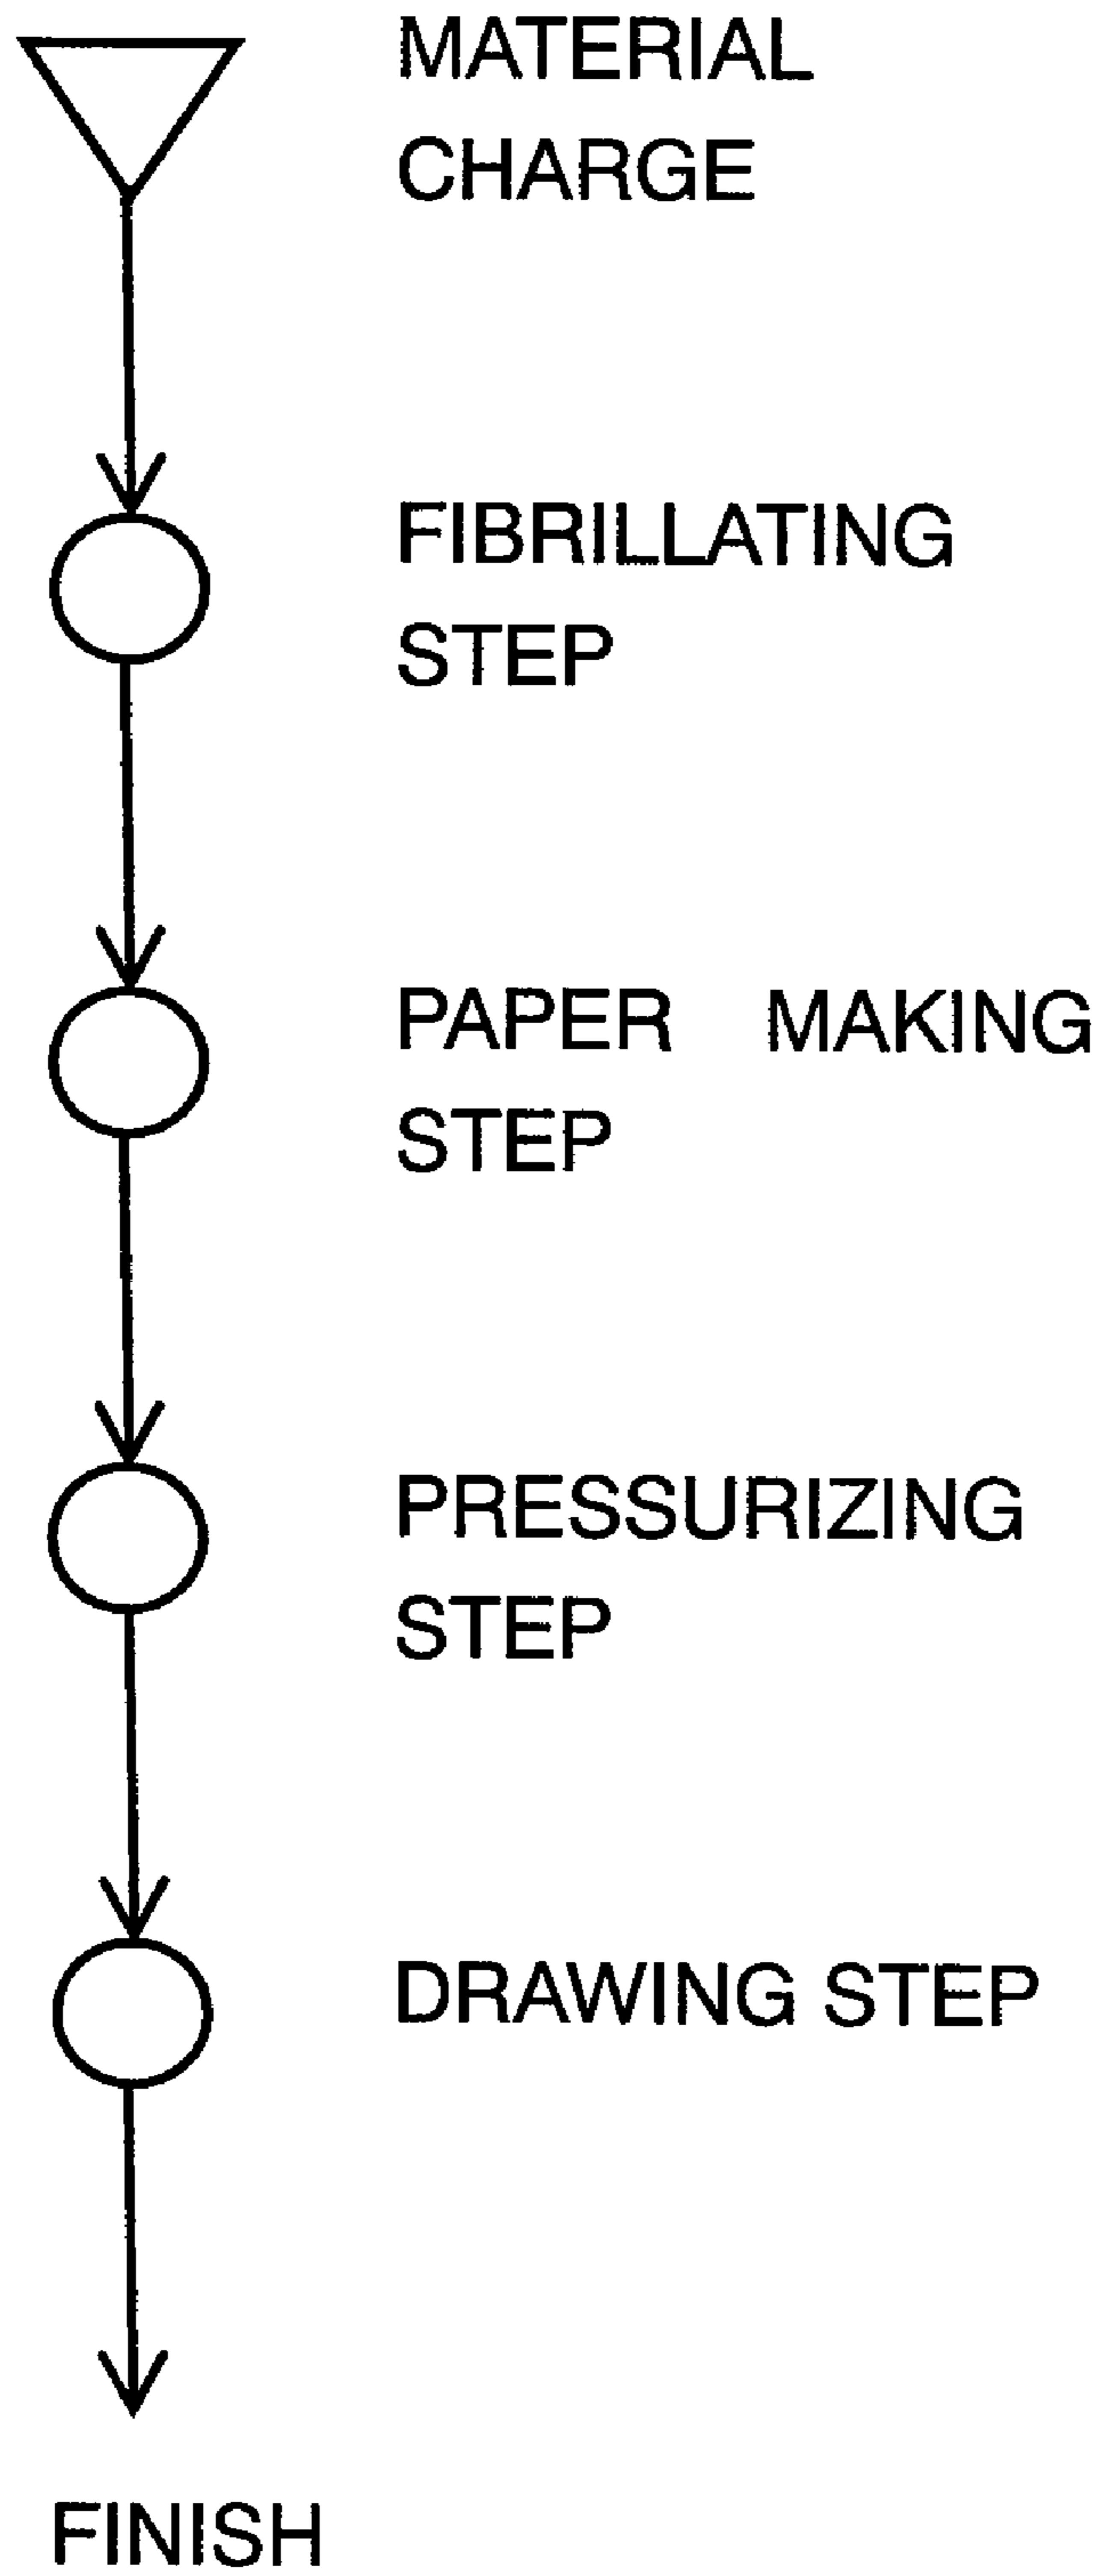 MATERIAL
CHARGE
FIBRILLATING
STEP
PAPER MAKING
STEP
PRESSURIZING
STEP
DRAWING STEP
FINISH